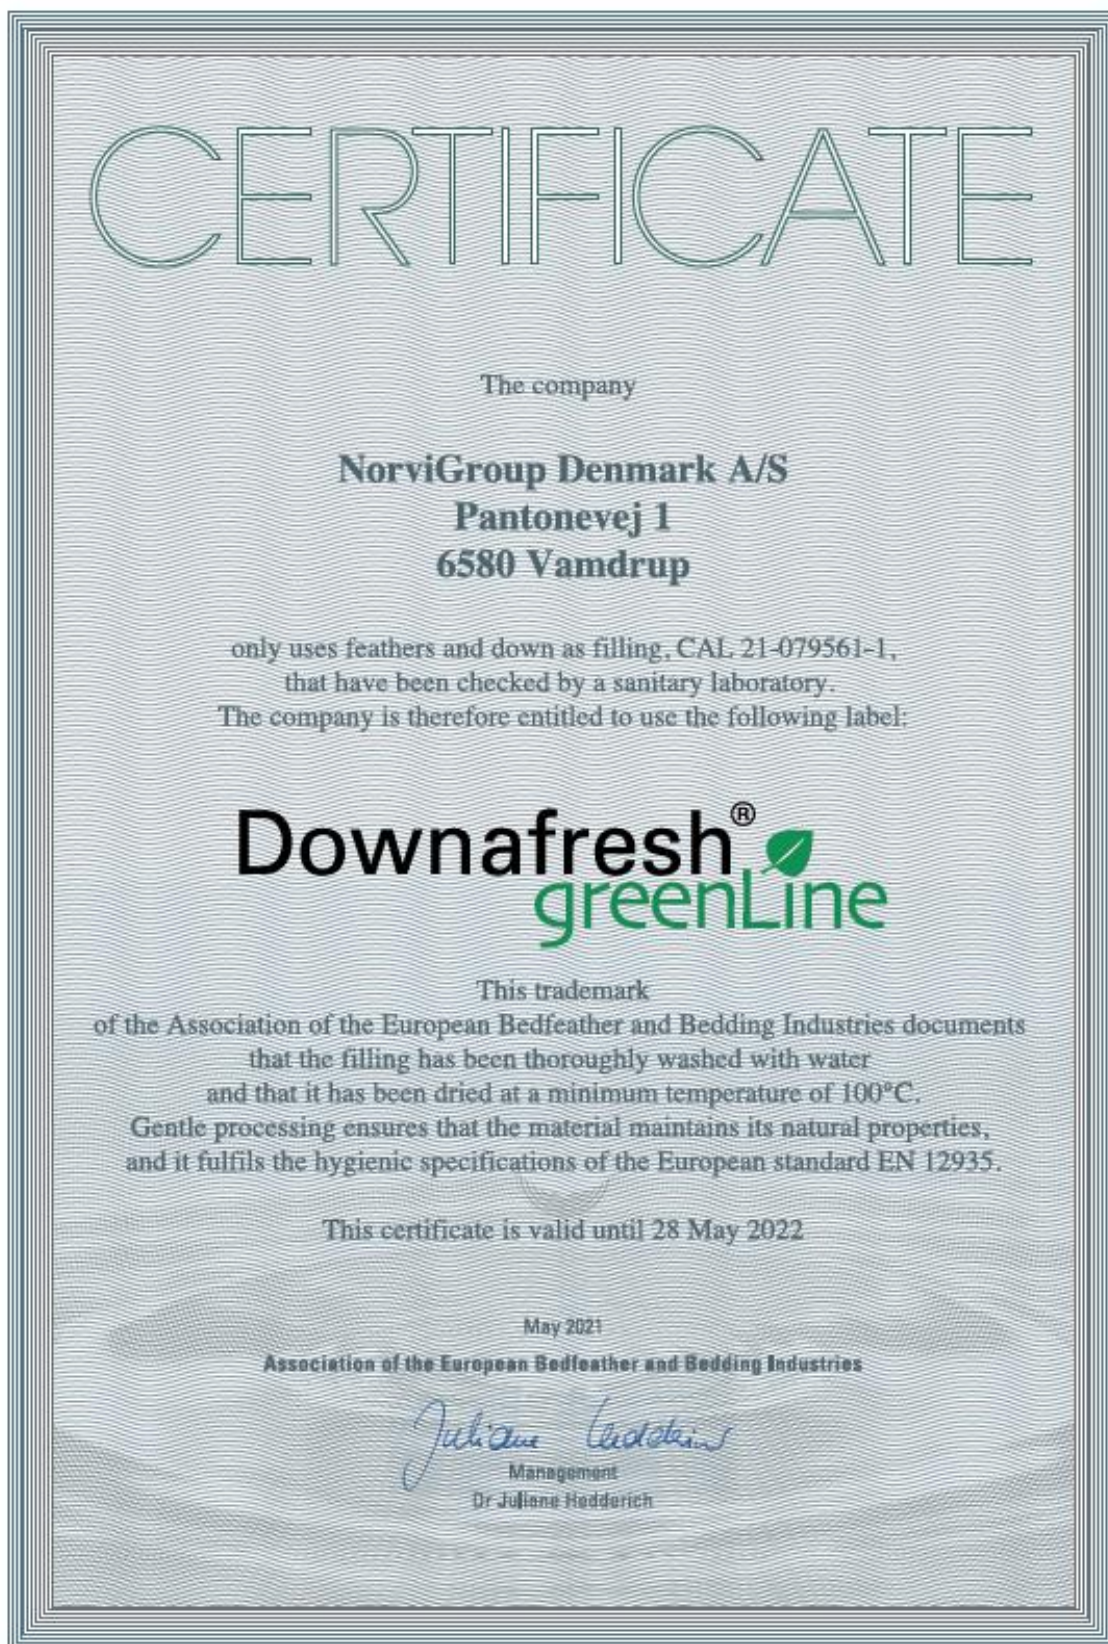 CERTIFICATE
The company
NorviGroup Denmark A/S
Pantonevej 1
6580 Vamdrup
only uses feathers and down as filling, CAL 21-079561-1,
that have been checked by a sanitary laboratory.
The company is therefore entitled to use the following label:
Downafresh®
greenLine
This trademark
of the Association of the European Bedfeather and Bedding Industries documents
that the filling has been thoroughly washed with water
and that it has been dried at a minimum temperature of 100°C.
Gentle processing ensures that the material maintains its natural properties,
and it fulfils the hygienic specifications of the European standard EN 12935.
This certificate is valid until 28 May 2022
May 2021
Association of the European Bedfeather and Bedding Industries
Juliane Hedderich
Management
Dr Juliane Hedderich